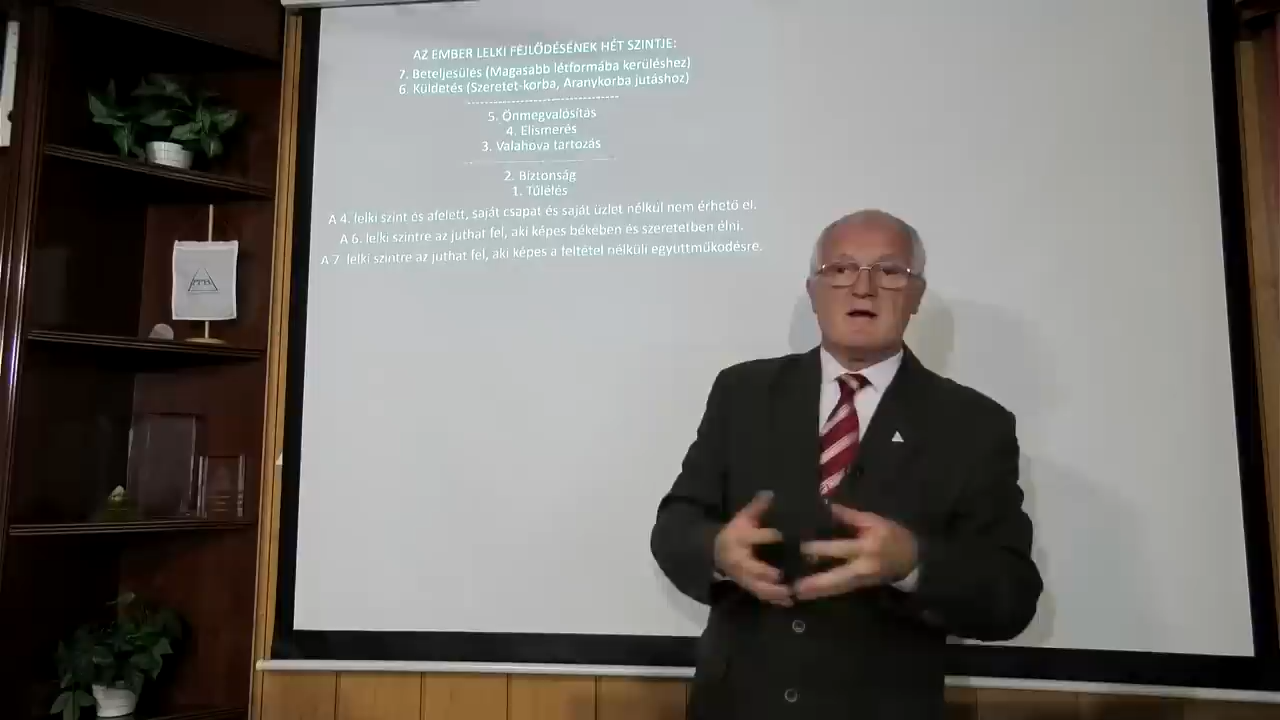 AZ EMBER LELKI FEJLŐDÉSÉNEK HÉT SZINTJE:
7. Beteljesülés (Magasabb létformába kerüléshez)
6. Küldetés (Szeretet-korba, Aranykorba jutáshoz)
5. Önmegvalósítás
4. Elismerés
3. Valahova tartozás
2. Biztonság
1. Túlélés
A 4. lelki szint és afelett, saját csapat és saját üzlet nélkül nem érhető el.
A 6. lelki szintre az juthat fel, aki képes békében és szeretetben élni.
A 7. lelki szintre az juthat fel, aki képes a feltétel nélküli együttműködésre.